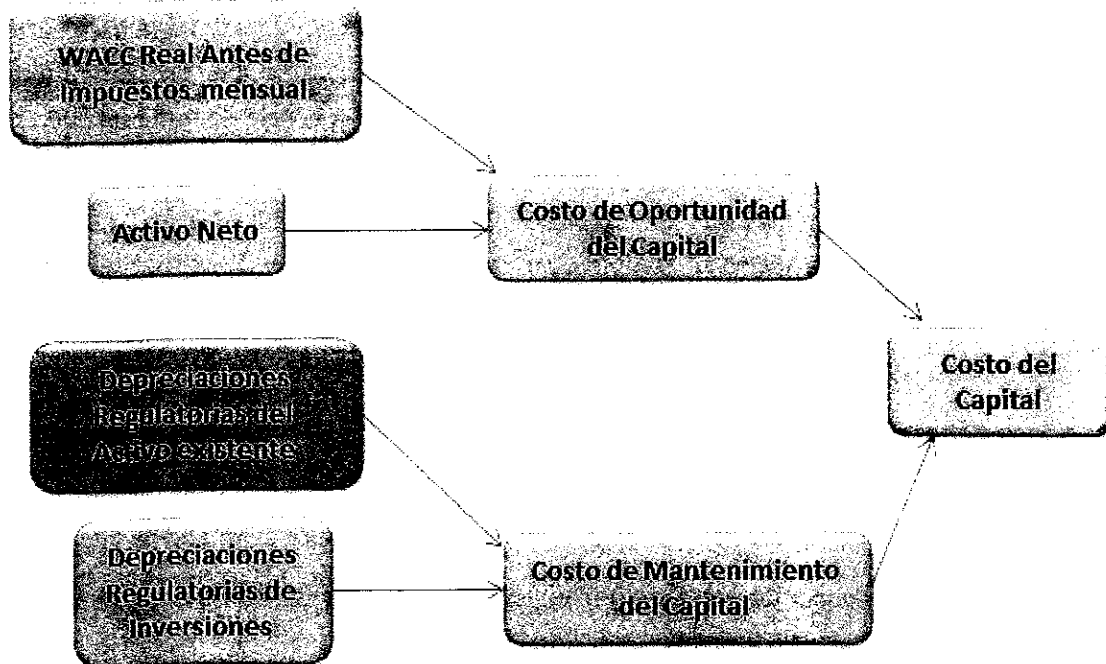 WACC Real Antes de
Impuestos mensual
Activo Neto
Costo de Oportunidad
del Capital
Depreciaciones
Regulatorias del
Activo existente
Costo del
Capital
Depreciaciones
Regulatorias de
Inversiones
Costo de Mantenimiento
del Capital